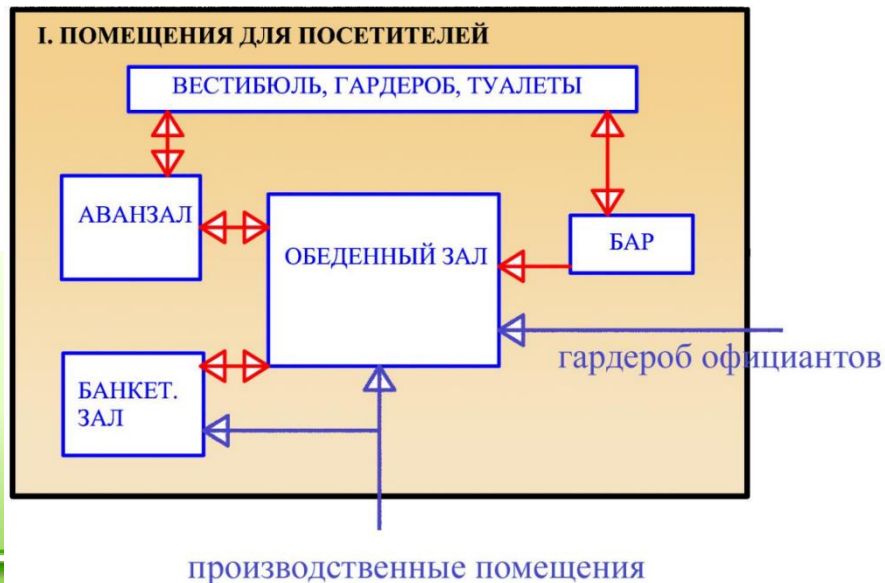 I. ПОМЕЩЕНИЯ ДЛЯ ПОСЕТИТЕЛЕЙ
ВЕСТИБЮЛЬ, ГАРДЕРОБ, ТУАЛЕТЫ
АВАНЗАЛ
ОБЕДЕННЫЙ ЗАЛ
БАР
гардероб официантов
БАНКЕТ.
ЗАЛ
производственные помещения